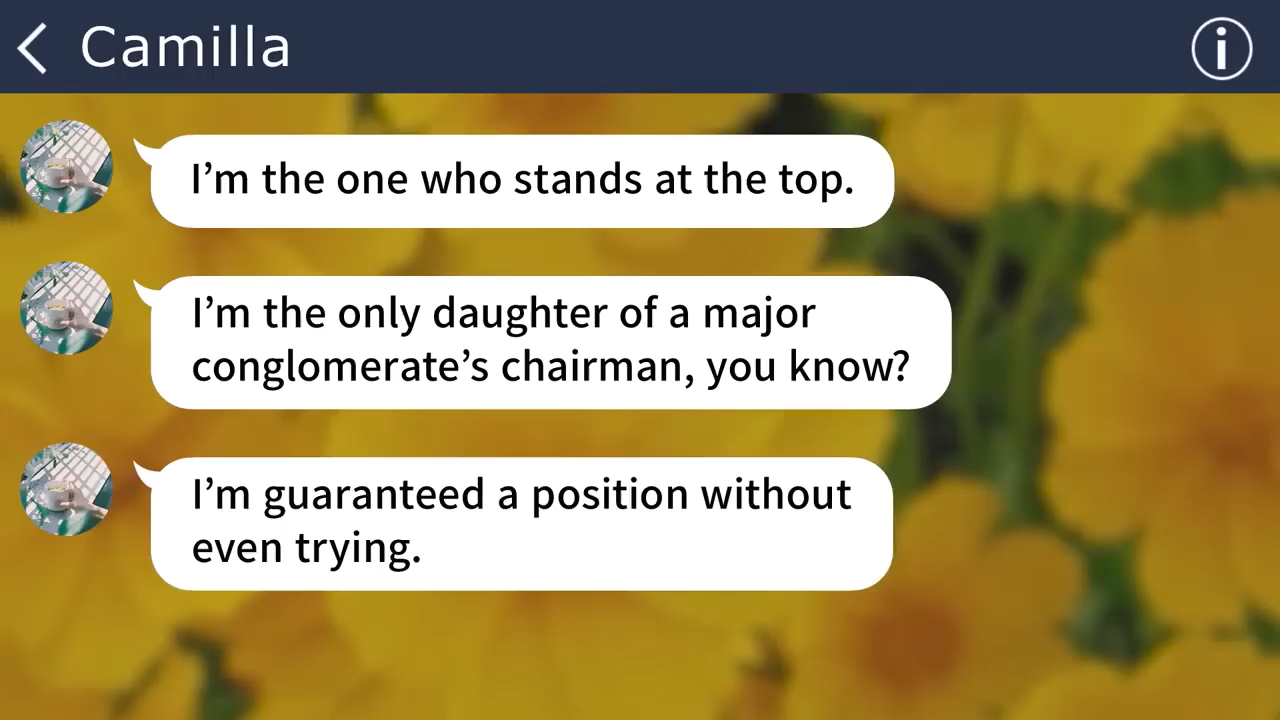 Camilla
I’m the one who stands at the top.
I’m the only daughter of a major
conglomerate’s chairman, you know?
I’m guaranteed a position without
even trying.